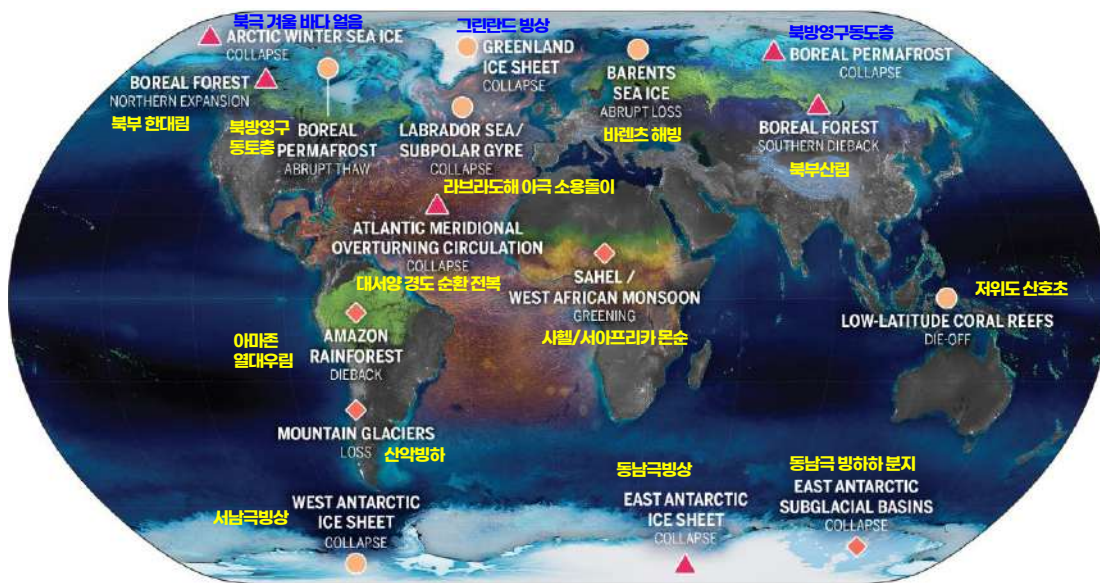 북극 겨울 바다 얼음
ARCTIC WINTER SEA ICE
COLLAPSE
그린란드 빙상
GREENLAND
ICE SHEET
COLLAPSE
BARENTS
SEA ICE
ABRUPT LOSS
바렌츠 해빙
북방영구동도층
BOREAL PERMAFROST
COLLAPSE
BOREAL FOREST
NORTHERN EXPANSION
북부 한대림
북방영구
동토층
BOREAL
PERMAFROST
ABRUPT THAW
LABRADOR SEA/
SUBPOLAR GYRE
COLLAPSE
라브라도해 아극 소용돌이
BOREAL FOREST
SOUTHERN DIEBACK
북부산림
ATLANTIC MERIDIONAL
OVERTURNING CIRCULATION
COLLAPSE
대서양 경도 순환 전복
SAHEL /
WEST AFRICAN MONSOON
GREENING
사헬/서아프리카 몬순
저위도 산호초
LOW-LATITUDE CORAL REEFS
DIE-OFF
아마존
열대우림
AMAZON
RAINFOREST
DIEBACK
MOUNTAIN GLACIERS
LOSS
산악빙하
서남극빙상
WEST ANTARCTIC
ICE SHEET
COLLAPSE
동남극빙상
EAST ANTARCTIC
ICE SHEET
COLLAPSE
동남극 빙하하 분지
EAST ANTARCTIC
SUBGLACIAL BASINS
COLLAPSE